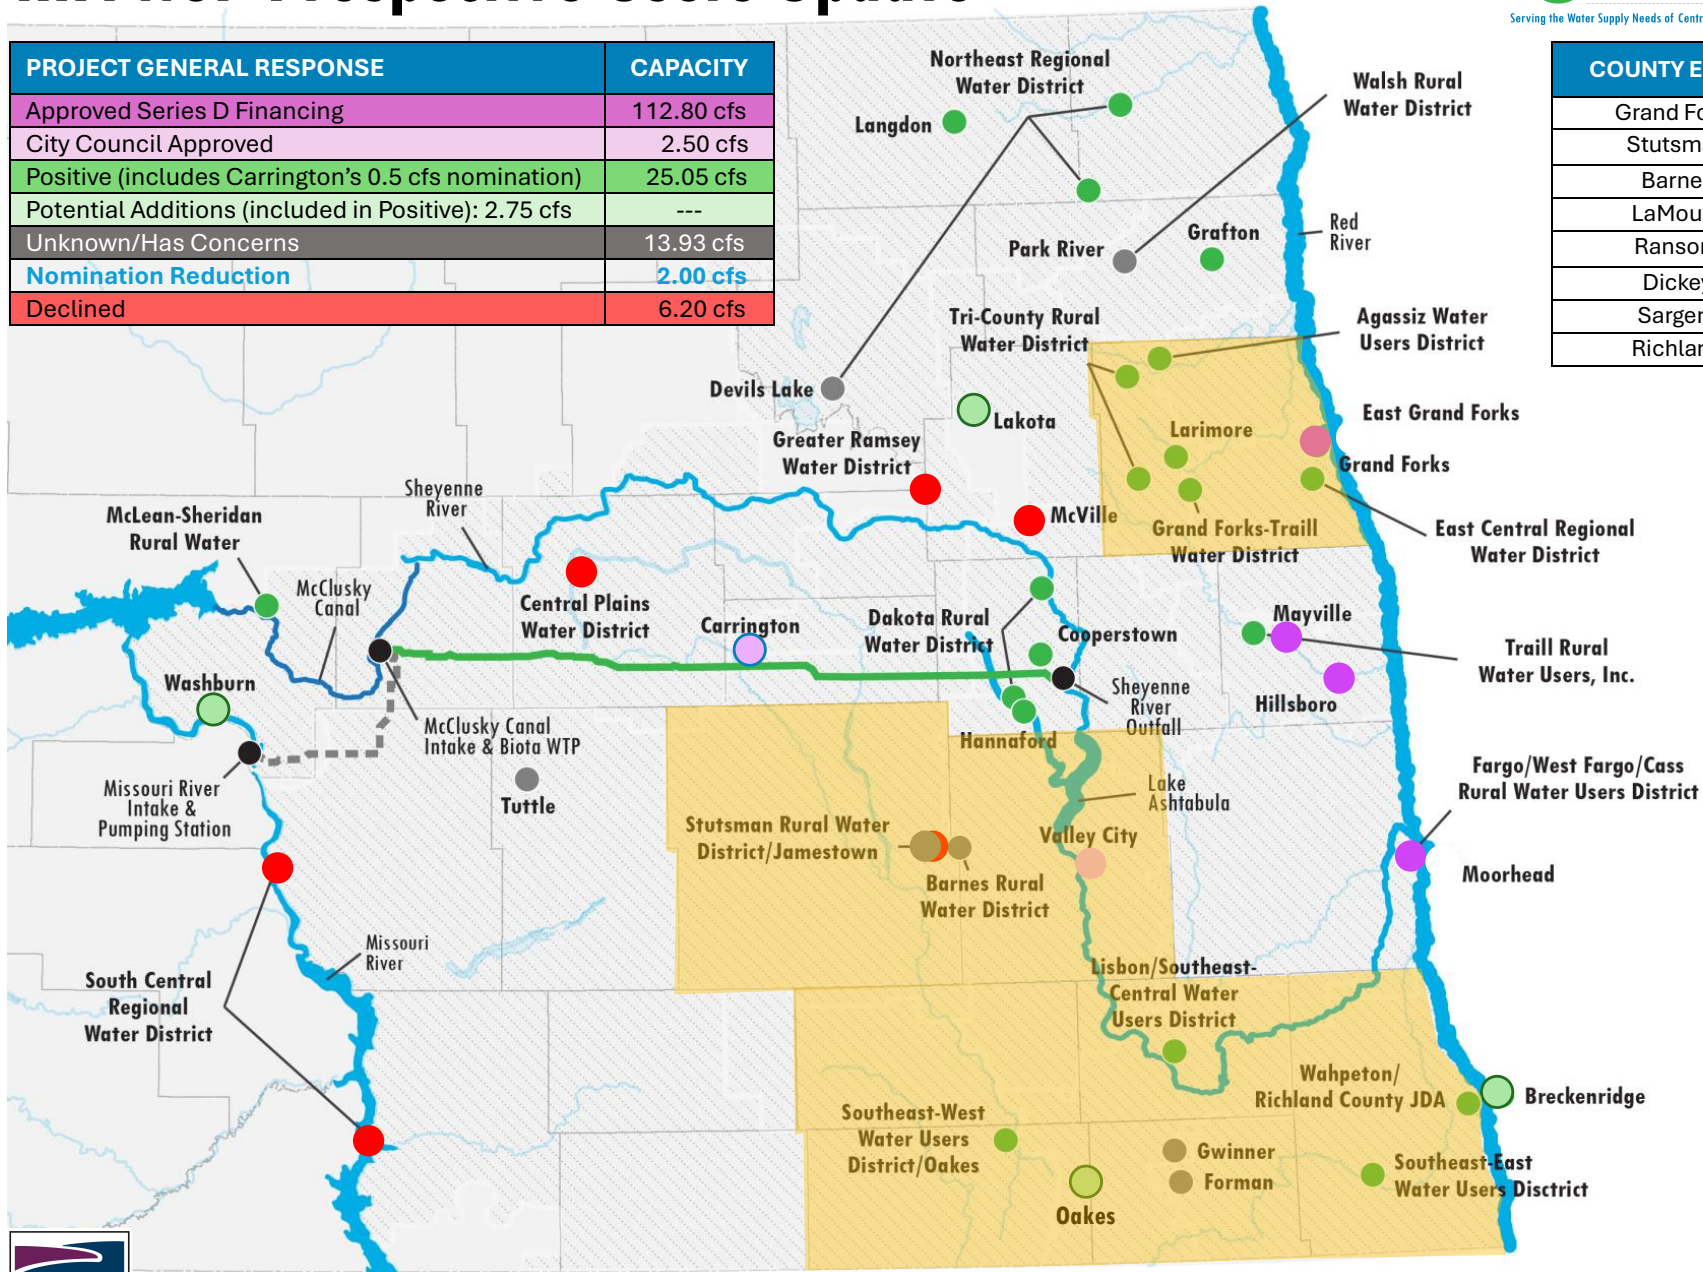 Serving the Water Supply Needs of
PROJECT GENERAL RESPONSE CAPACITY
Approved Series D Financing 112.80 cfs
City Council Approved 2.50 cfs
Positive (includes Carrington's 0.5 cfs nomination) 25.05 cfs
Potential Additions (included in Positive): 2.75 cfs ---
Unknown/Has Concerns 13.93 cfs
Nomination Reduction 2.00 cfs
Declined 6.20 cfs
COUNTY
Grand
Northeast Regional
Water District
Langdon
Walsh Rural
Water District
Park River
Grafton
Red
River
Tri-County Rural
Water District
Agassiz Water
Users District
Devils Lake
Lakota
Greater Ramsey
Water District
Larimore
East Grand Forks
Grand Forks
McVille
Grand Forks-Traill
Water District
East Central Regional
Water District
Sheyenne
River
McLean-Sheridan
Rural Water
McClusky
Canal
Central Plains
Water District
Carrington
Dakota Rural
Water District
Cooperstown
Mayville
Traill Rural
Water Users, Inc.
Hillsboro
Washburn
McClusky Canal
Intake & Biota WTP
Sheyenne
River
Outfall
Hannaford
Missouri River
Intake &
Pumping Station
Tuttle
Lake
Ashtabula
Fargo/West Fargo/Cass
Rural Water Users District
Stutsman Rural Water
District/Jamestown
Valley City
Barnes Rural
Water District
Moorhead
Missouri
River
South Central
Regional
Water District
Lisbon/Southeast-
Central Water
Users District
Wahpeton/
Richland County JDA
Breckenridge
Southeast-West
Water Users
District/Oakes
Gwinner
Forman
Southeast-East
Water Users Disctrict
Oakes